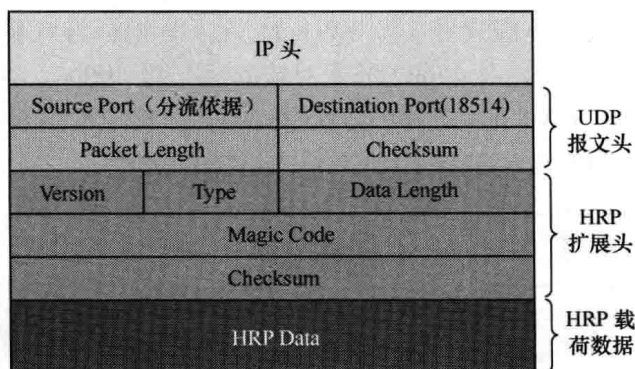 IP 头
Source Port（分流依据） Destination Port(18514)
Packet Length Checksum
UDP
报文头
Version Type Data Length
Magic Code
Checksum
HRP
扩展头
HRP Data
HRP 载
荷数据